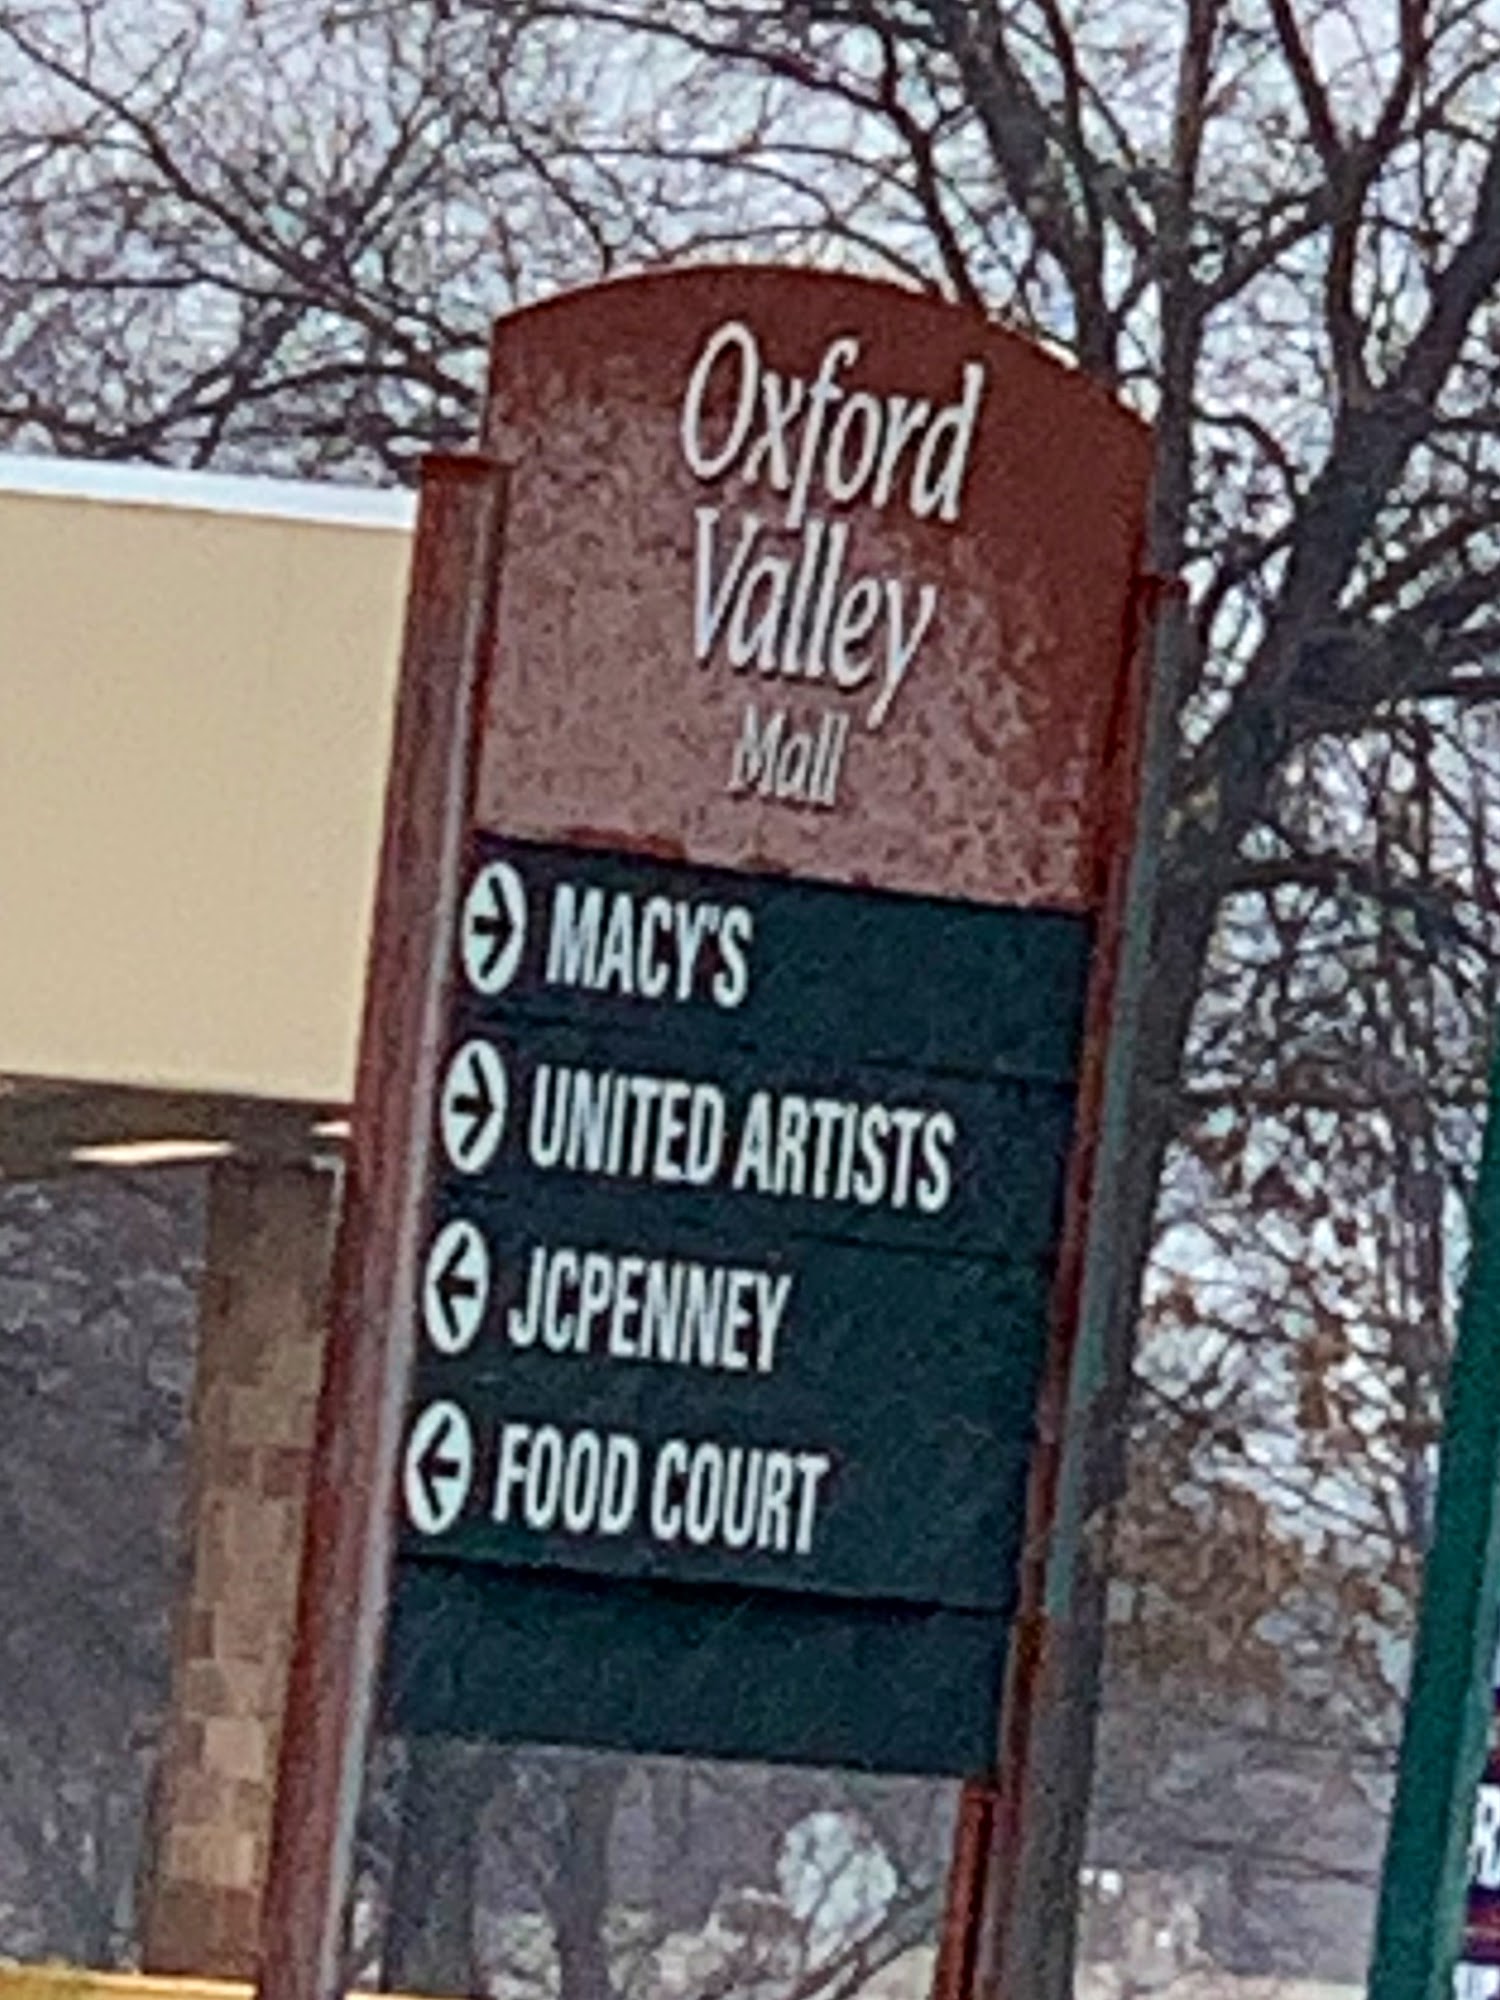 Oxford
Valley
Mall
MACY'S
UNITED ARTISTS
JCPENNEY
FOOD COURT